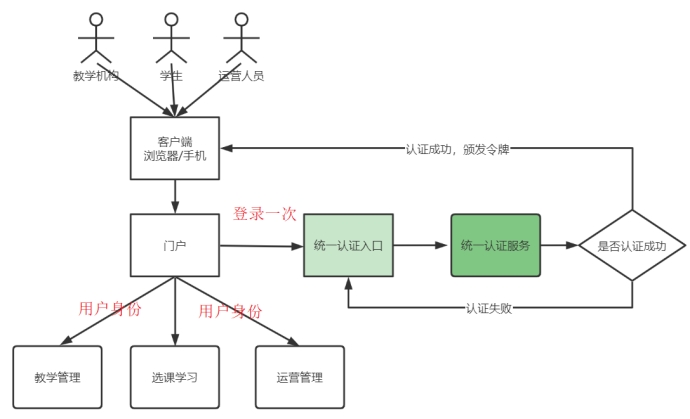 教学机构
学生
运营人员
客户端
浏览器/手机
认证成功，颁发令牌
登录一次
门户
统一认证入口
统一认证服务
是否认证成功
用户身份
用户身份
认证失败
教学管理
选课学习
运营管理